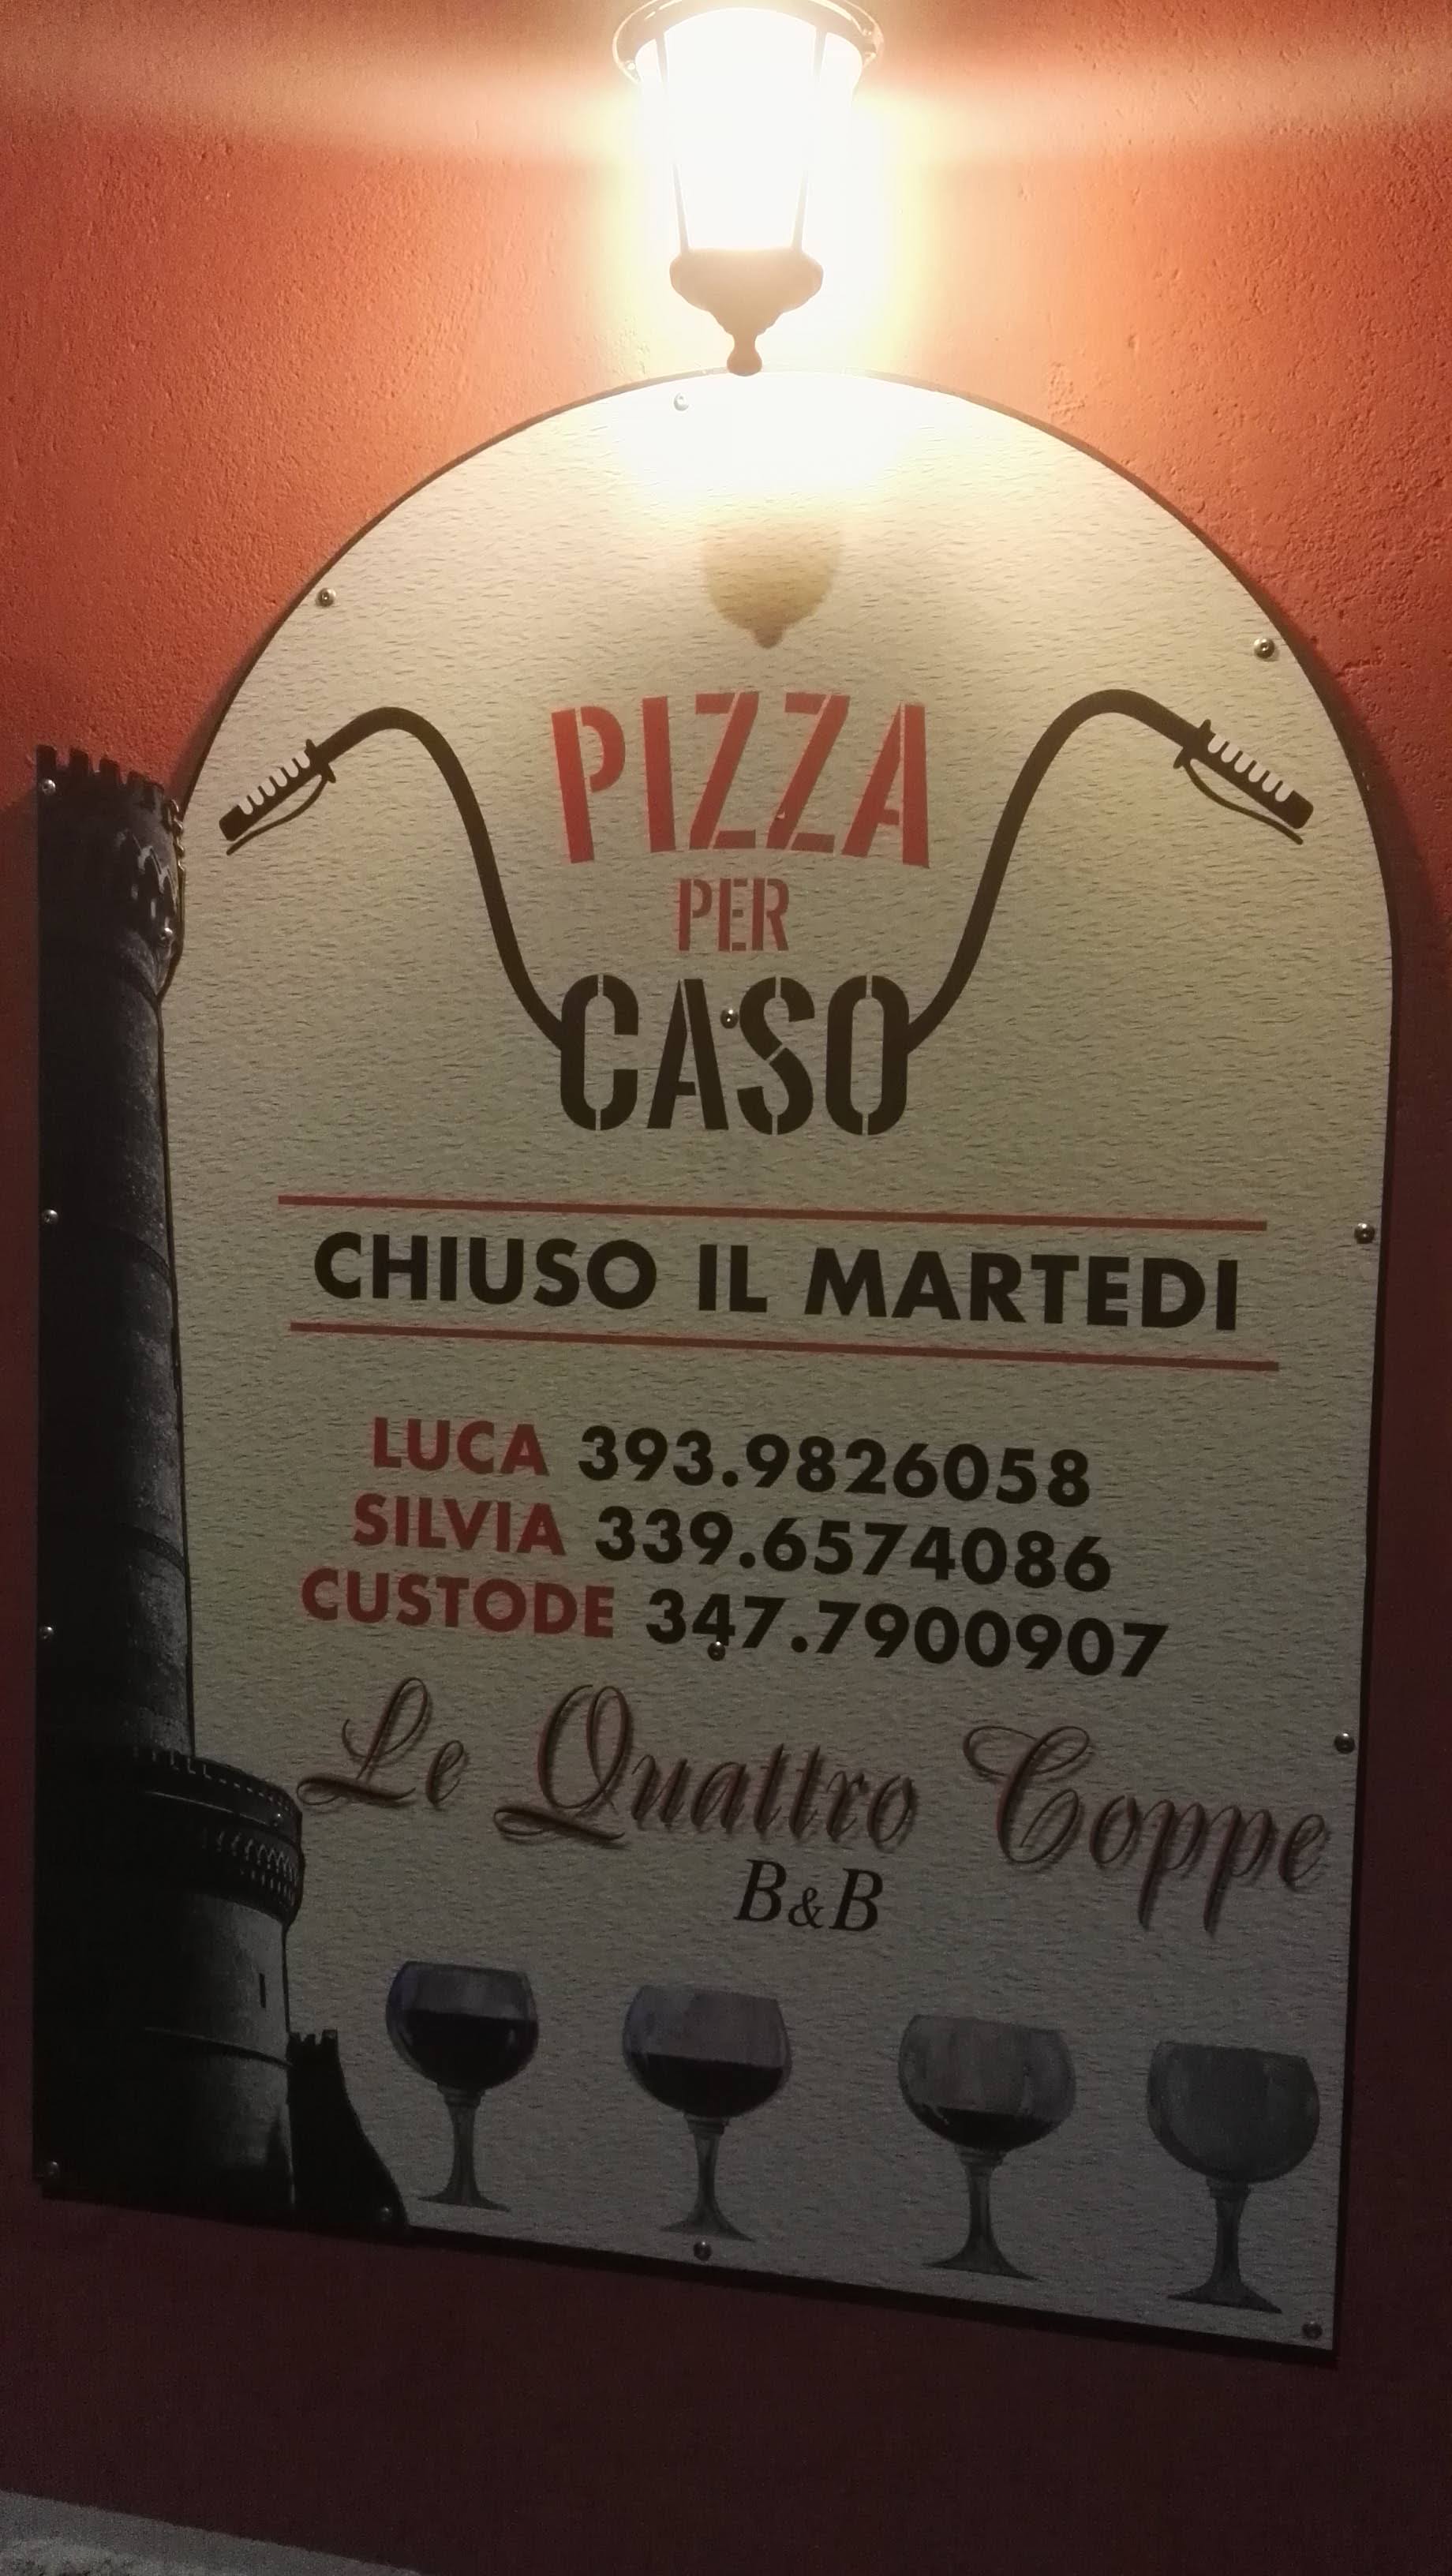 PIZZA
PER
CASO
CHIUSO IL MARTEDI
LUCA 393.9826058
SILVIA 339.6574086
CUSTODE 347.7900907
Le Quattro Coppe
B&B